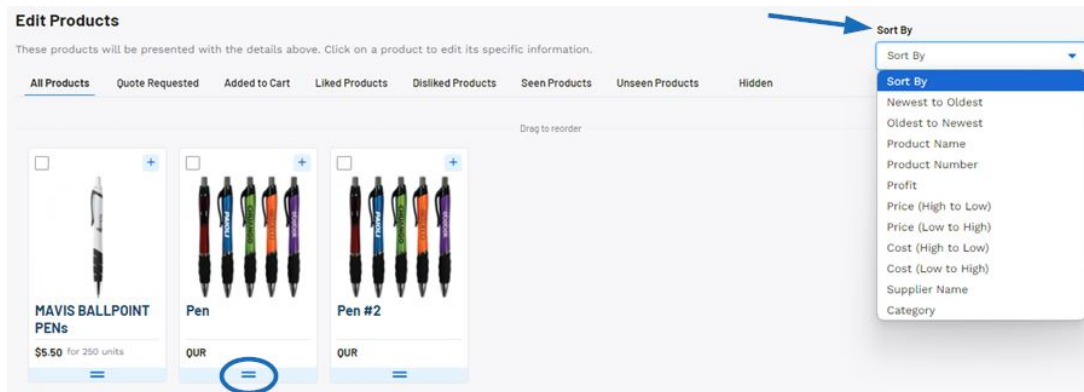 Edit Products
Sort By
These products will be presented with the details above. Click on a product to edit its specific information.
Sort By
All Products Quote Requested Added to Cart Liked Products Disliked Products Seen Products Unseen Products Hidden
Sort By
Newest to Oldest
Oldest to Newest
Product Name
Product Number
Profit
Price (High to Low)
Price (Low to High)
Cost (High to Low)
Cost (Low to High)
Supplier Name
Category
Drag to reorder
MAVIS BALLPOINT
PENs
$5.50 for 250 units
Pen
QUR
Pen #2
QUR